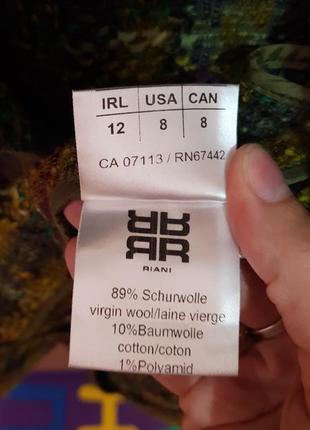 IRL USA CAN
12 8 8
CA 07113 / RN67442
RIANI
89% Schurwolle
virgin wool/laine vierge
10%Baumwolle
cotton/coton
1%Polyamid